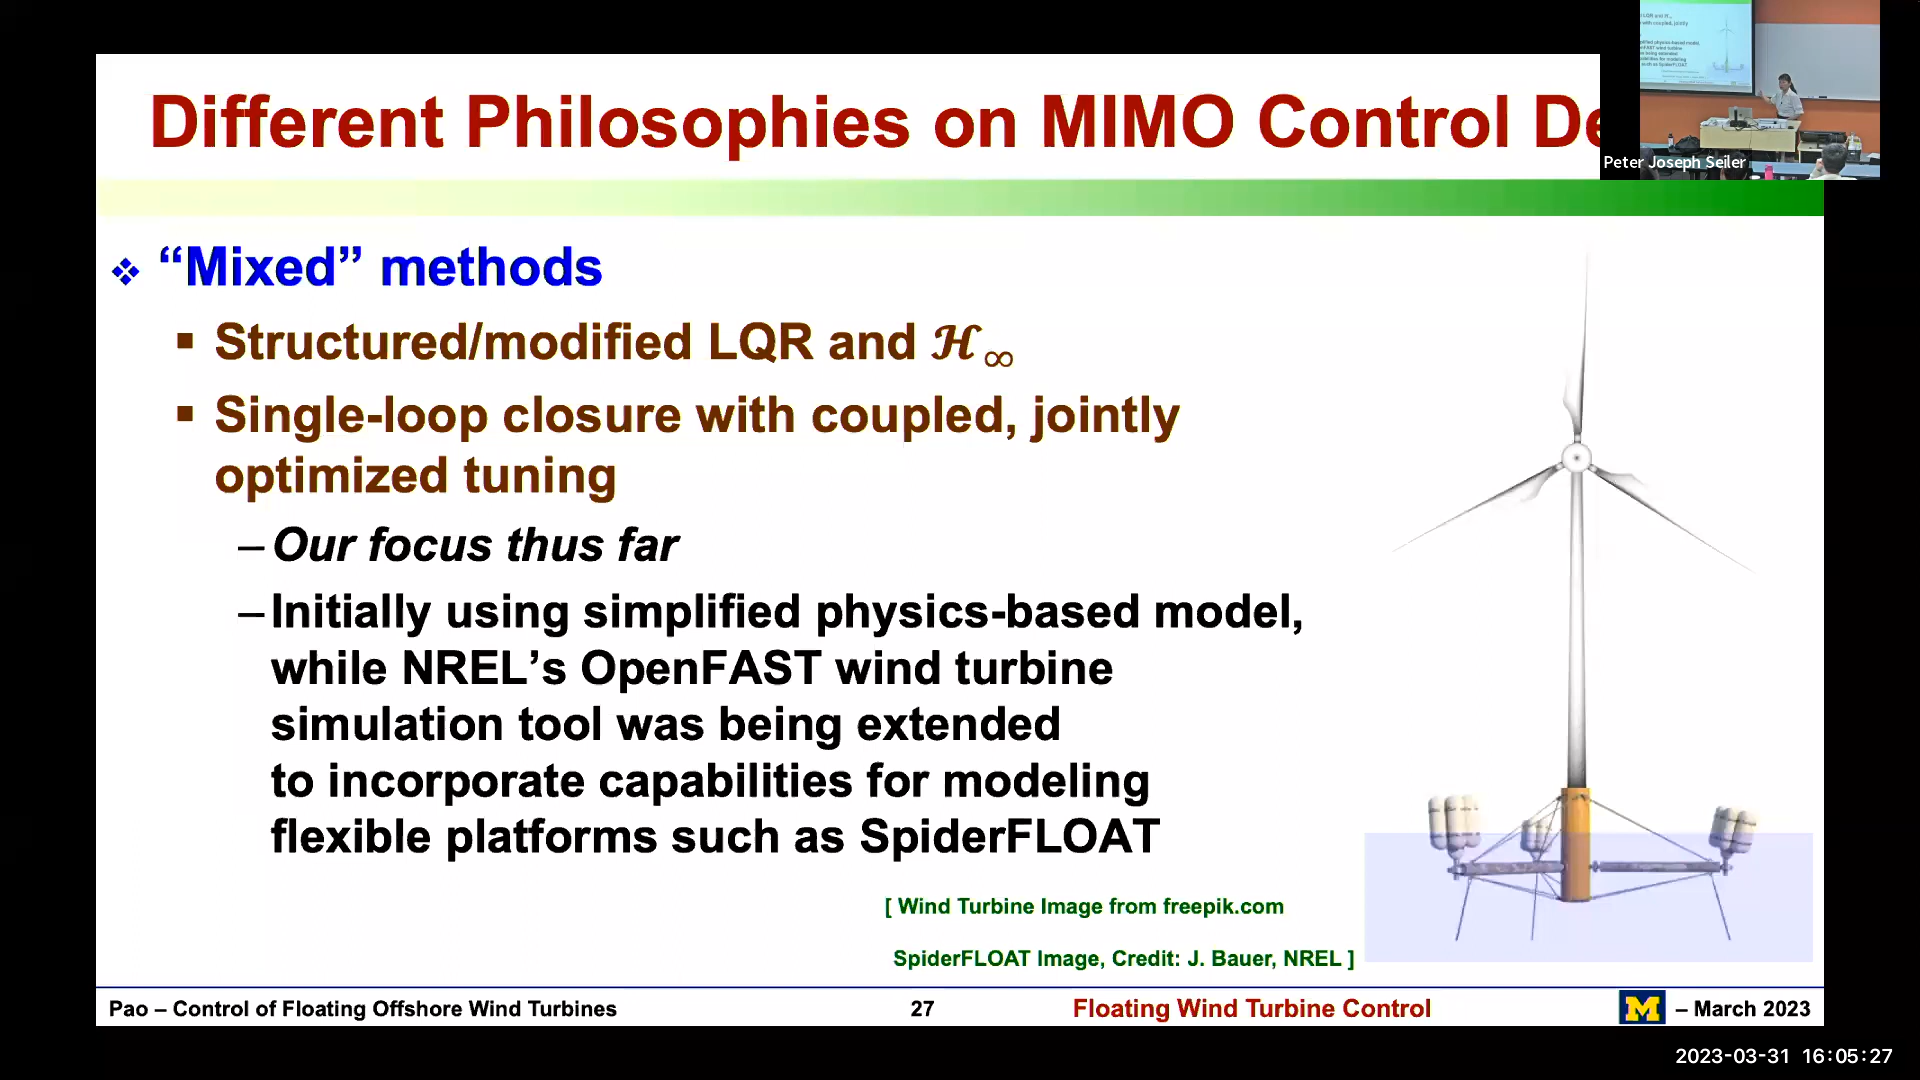 Different Philosophies on MIMO Control De
Peter Joseph Seiler
“Mixed” methods
Structured/modified LQR and ℋ∞
Single-loop closure with coupled, jointly
optimized tuning
– Our focus thus far
– Initially using simplified physics-based model,
while NREL’s OpenFAST wind turbine
simulation tool was being extended
to incorporate capabilities for modeling
flexible platforms such as SpiderFLOAT
[ Wind Turbine Image from freepik.com
SpiderFLOAT Image, Credit: J. Bauer, NREL ]
Pao – Control of Floating Offshore Wind Turbines 27 Floating Wind Turbine Control M – March 2023
2023-03-31 16:05:27